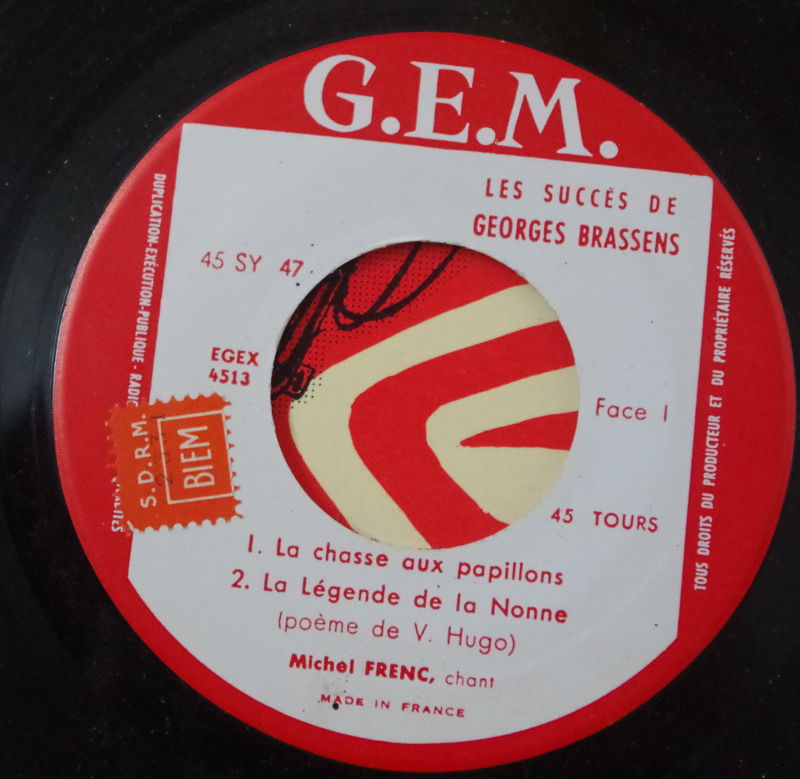 G.E.M.
LES SUCCÈS DE
GEORGES BRASSENS
45 SY 47
EGEX
4513
Face 1
45 TOURS
1. La chasse aux papillons
2. La Légende de la Nonne
(poème de V. Hugo)
Michel FRENC, chant
MADE IN FRANCE
DUPLICATION-EXÉCUTION-PUBLIQUE - RADIO
S.D.R.M.
BIEM
TOUS DROITS DU PRODUCTEUR ET DU PROPRIÉTAIRE RÉSERVÉS